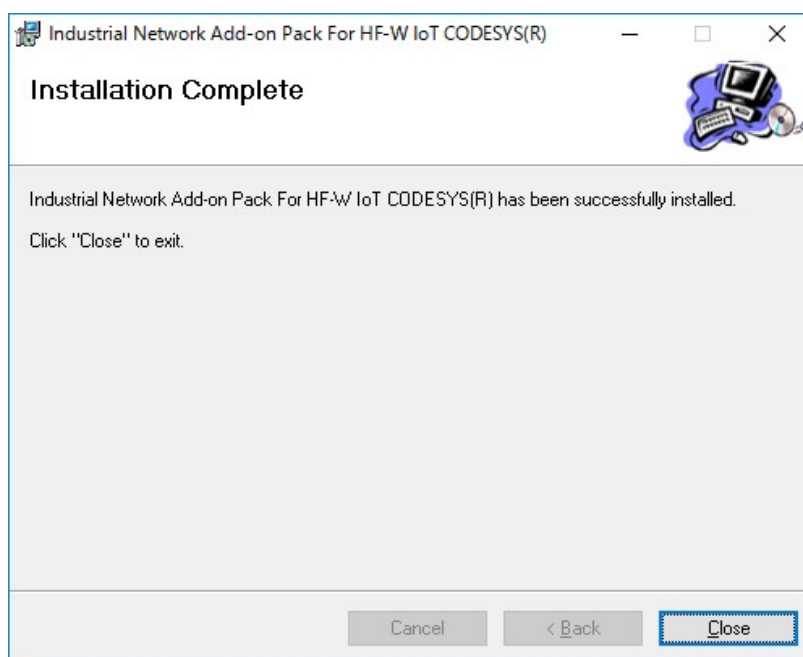 Industrial Network Add-on Pack For HF-W IoT CODESYS(R)
Installation Complete
Industrial Network Add-on Pack For HF-W IoT CODESYS(R) has been successfully installed.
Click "Close" to exit.
Cancel
< Back
Close